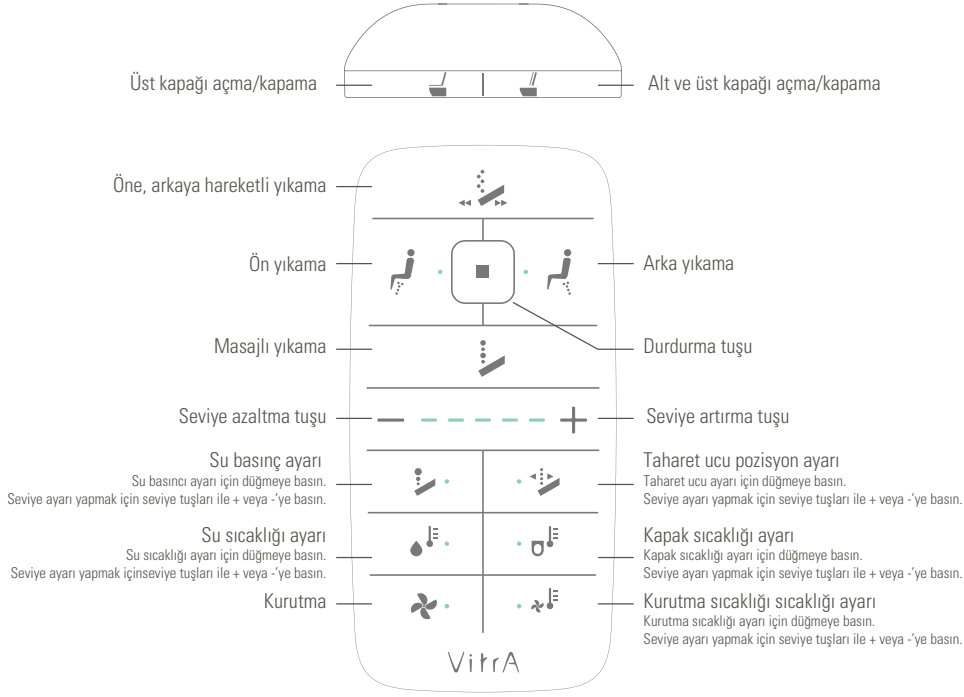 Üst kapağı açma/kapama
Alt ve üst kapağı açma/kapama
Öne, arkaya hareketli yıkama
Ön yıkama
Arka yıkama
Masajlı yıkama
Durdurma tuşu
Seviye azaltma tuşu
Seviye artırma tuşu
Su basınç ayarı
Su basıncı ayarı için düğmeye basın.
Seviye ayarı yapmak için seviye tuşları ile + veya -'ye basın.
Taharet ucu pozisyon ayarı
Taharet ucu ayarı için düğmeye basın.
Seviye ayarı yapmak için seviye tuşları ile + veya -'ye basın.
Su sıcaklığı ayarı
Su sıcaklığı ayarı için düğmeye basın.
Seviye ayarı yapmak içinseviye tuşları ile + veya -'ye basın.
Kapak sıcaklığı ayarı
Kapak sıcaklığı ayarı için düğmeye basın.
Seviye ayarı yapmak için seviye tuşları ile + veya -'ye basın.
Kurutma
Kurutma sıcaklığı sıcaklığı ayarı
Kurutma sıcaklığı ayarı için düğmeye basın.
Seviye ayarı yapmak için seviye tuşları ile + veya -'ye basın.
VitrA